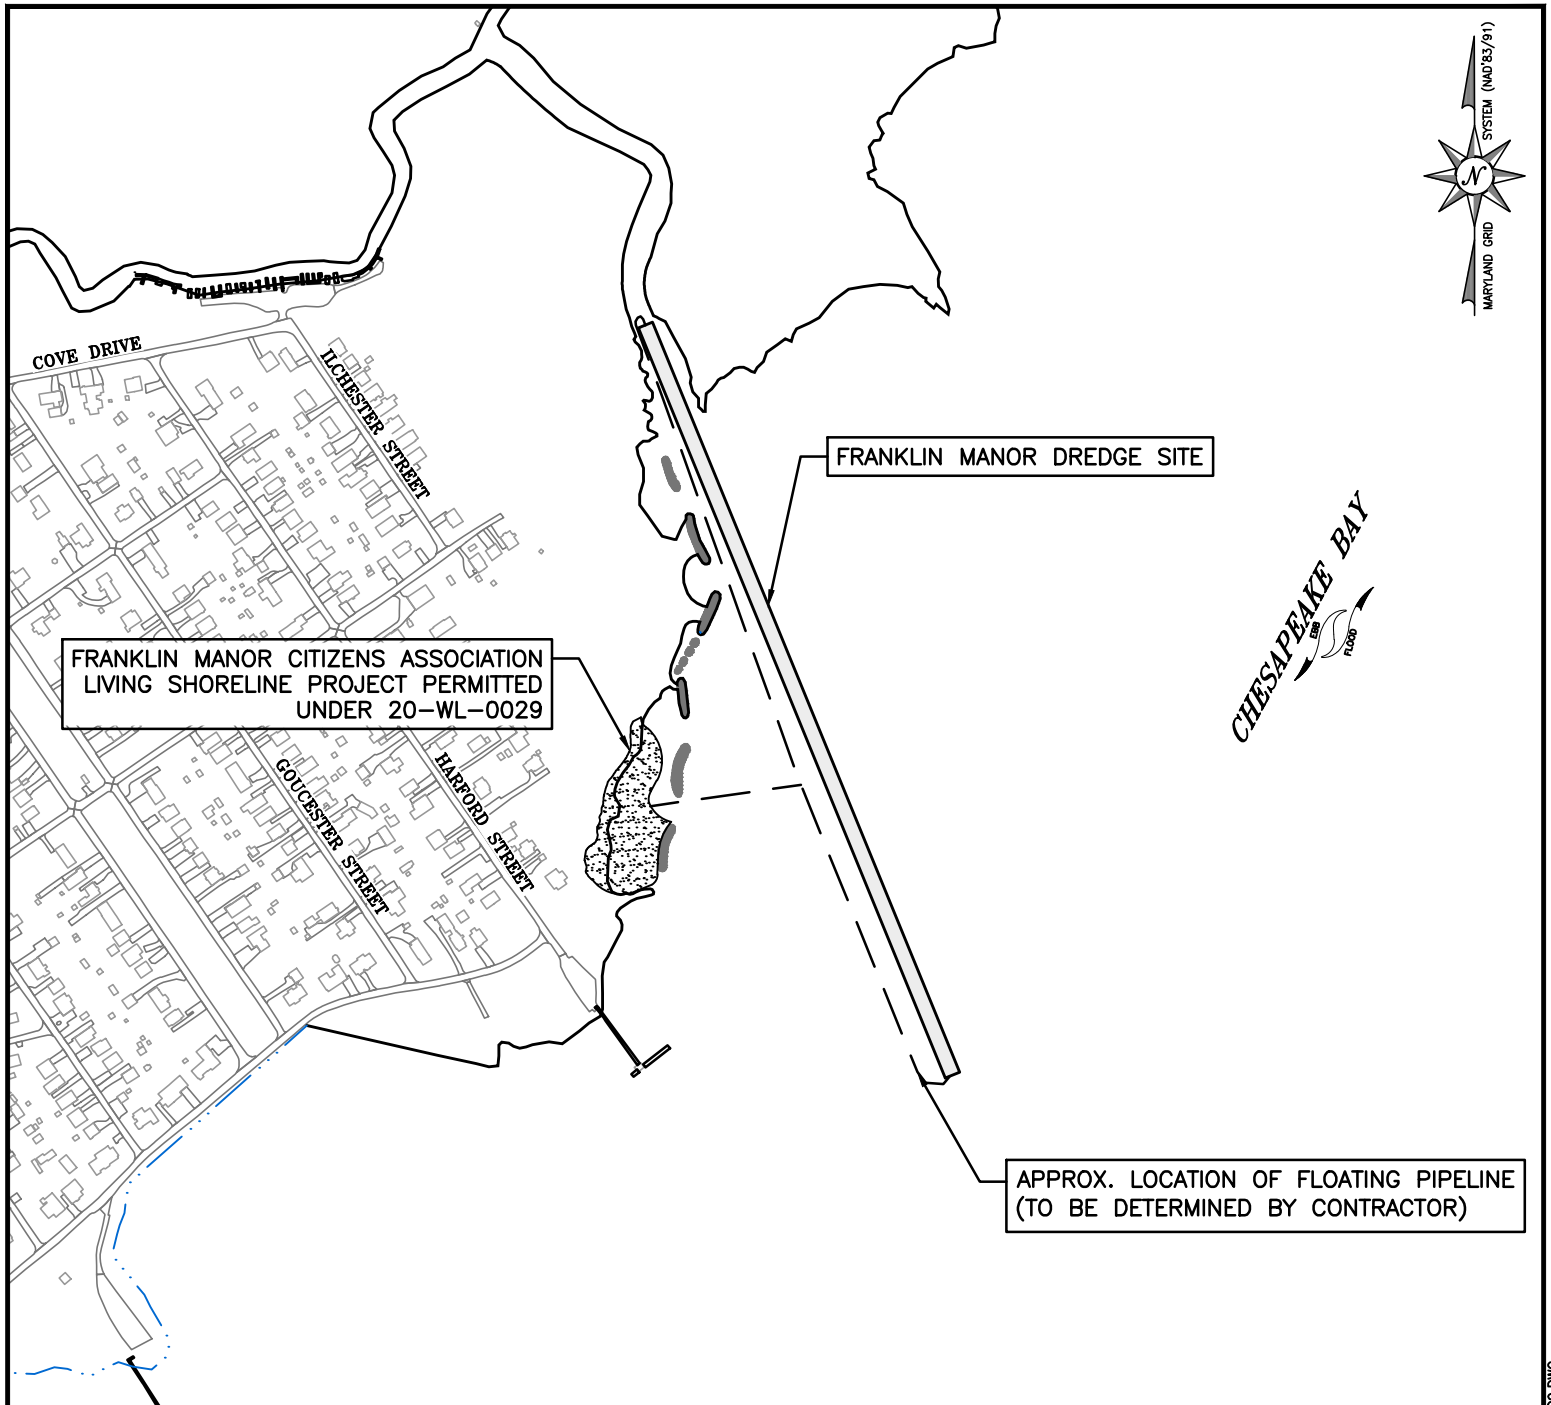 SYSTEM (NAD'83/91)
N
MARYLAND GRID
COVE DRIVE
ILCHESTER STREET
FRANKLIN MANOR DREDGE SITE
CHESAPEAKE BAY
EBB
FLOOD
FRANKLIN MANOR CITIZENS ASSOCIATION
LIVING SHORELINE PROJECT PERMITTED
UNDER 20-WL-0029
GOUCESTER STREET
HARFORD STREET
APPROX. LOCATION OF FLOATING PIPELINE
(TO BE DETERMINED BY CONTRACTOR)